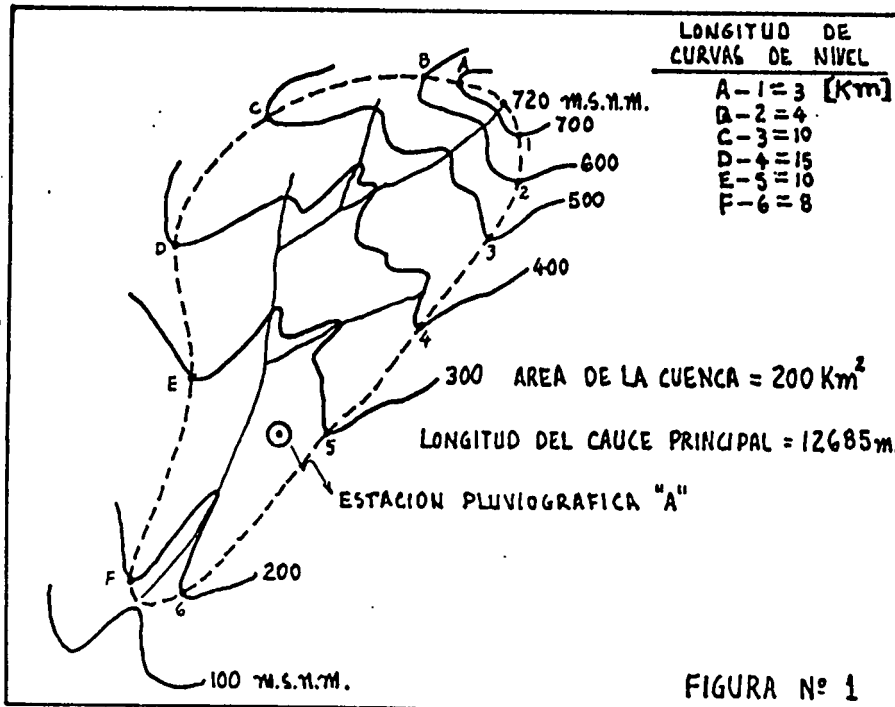 LONGITUD DE
CURVAS DE NIVEL
A-1=3 [Km]
B-2=4
C-3=10
D-4=15
E-5=10
F-6=8
B
A
C
720 m.s.n.m.
700
1
600
2
500
D
3
400
4
E
300 AREA DE LA CUENCA = 200 Km²
5
LONGITUD DEL CAUCE PRINCIPAL = 12685m.
ESTACION PLUVIOGRAFICA "A"
F
200
6
100 m.s.n.m.
FIGURA Nº 1